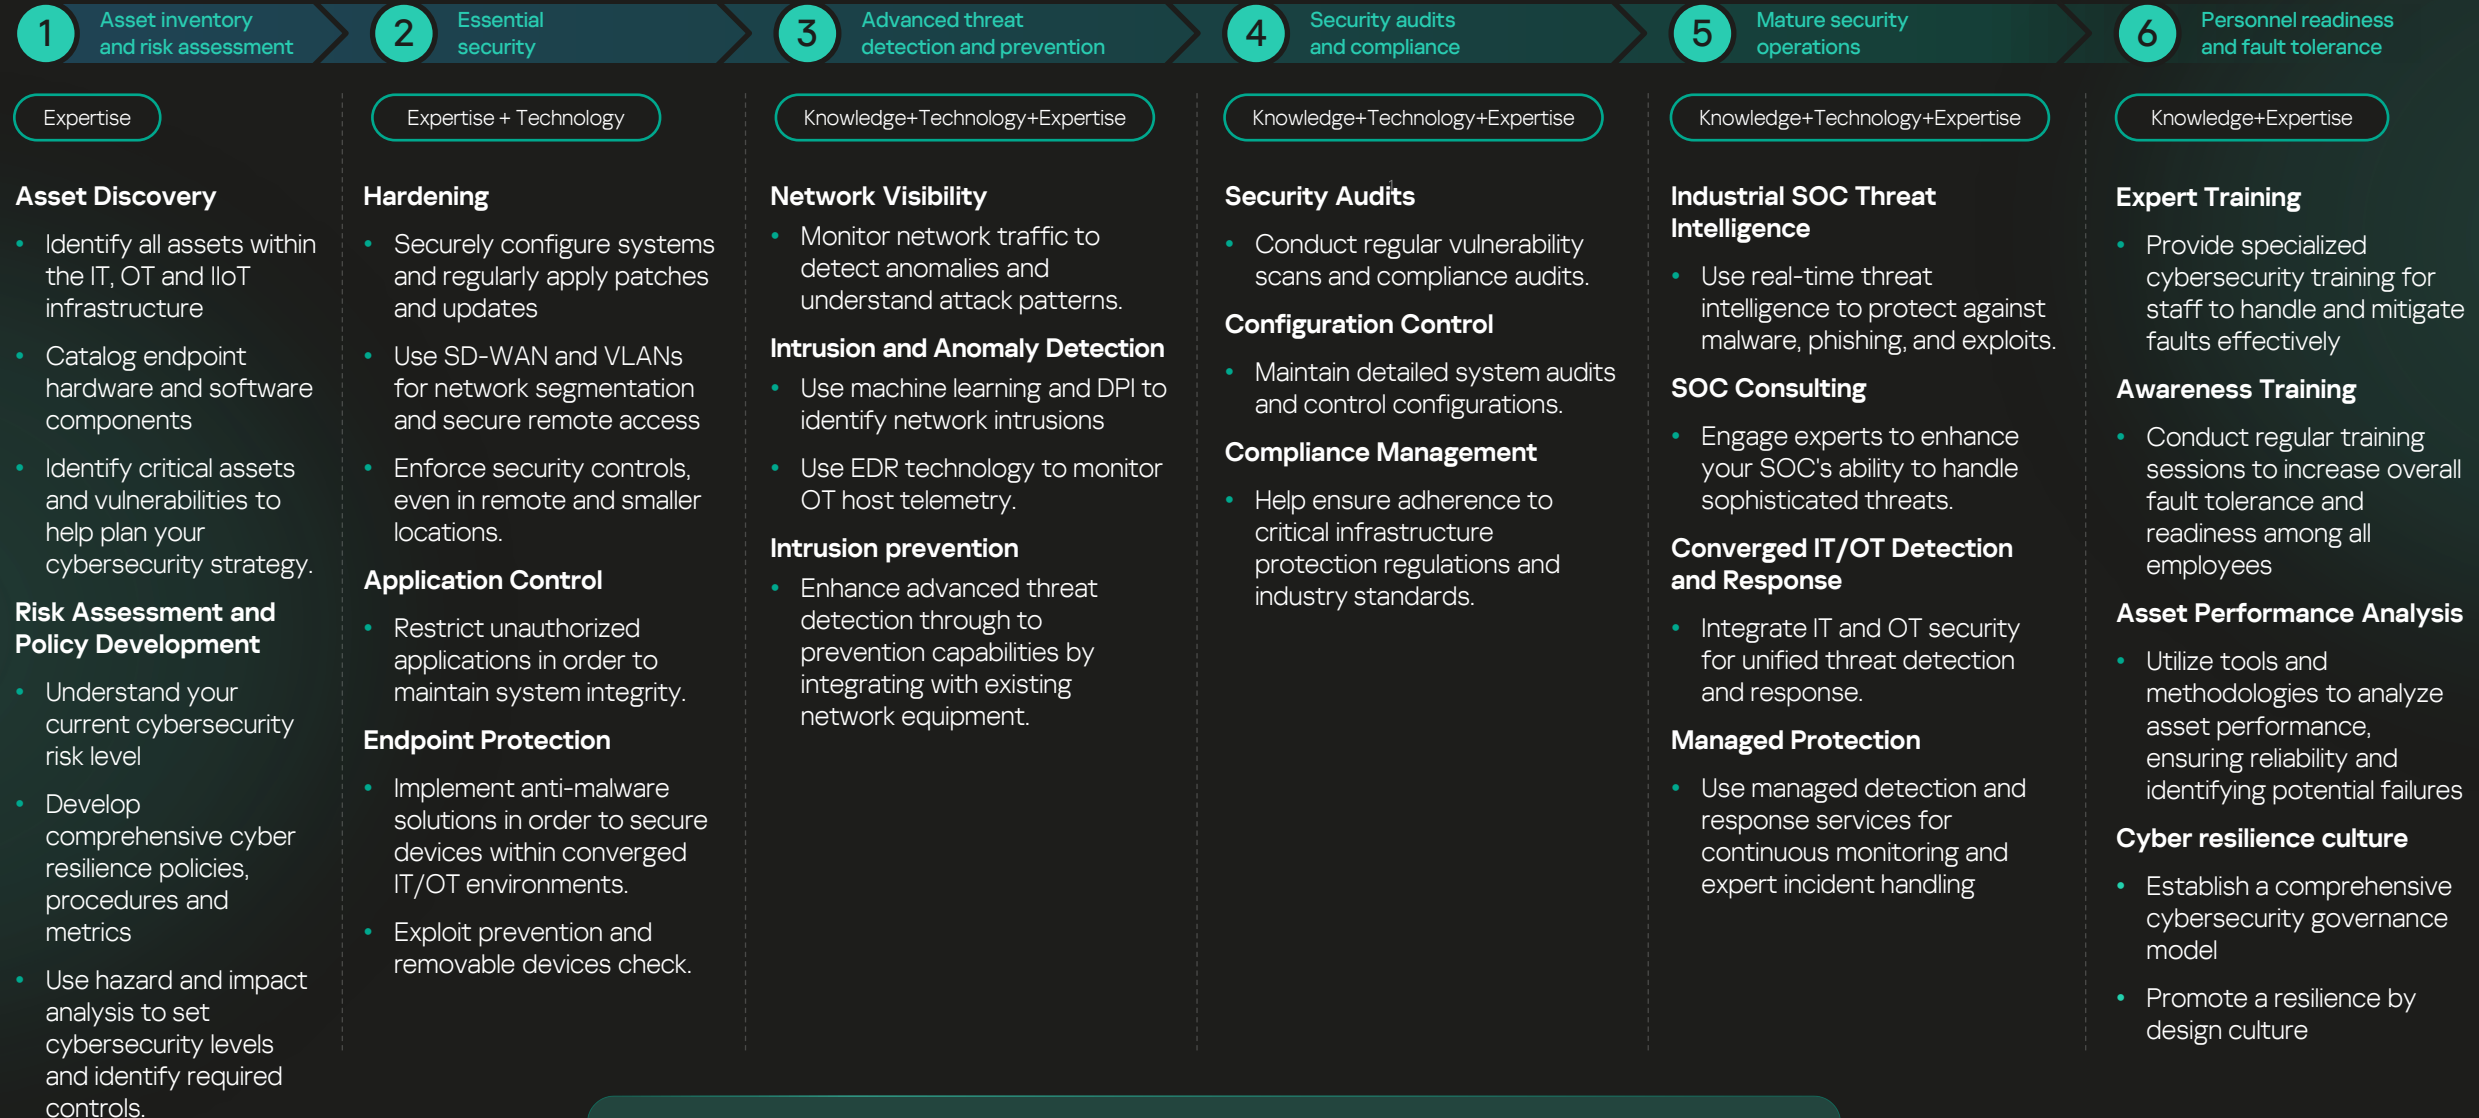 1
Asset inventory
and risk assessment
2
Essential
security
3
Advanced threat
detection and prevention
4
Security audits
and compliance
5
Mature security
operations
6
Personnel readiness
and fault tolerance
Expertise
Asset Discovery
• Identify all assets within
the IT, OT and IIoT
infrastructure
• Catalog endpoint
hardware and software
components
• Identify critical assets
and vulnerabilities to
help plan your
cybersecurity strategy.
Risk Assessment and
Policy Development
• Understand your
current cybersecurity
risk level
• Develop
comprehensive cyber
resilience policies,
procedures and
metrics
• Use hazard and impact
analysis to set
cybersecurity levels
and identify required
controls.
Expertise + Technology
Hardening
• Securely configure systems
and regularly apply patches
and updates
• Use SD-WAN and VLANs
for network segmentation
and secure remote access
• Enforce security controls,
even in remote and smaller
locations.
Application Control
• Restrict unauthorized
applications in order to
maintain system integrity.
Endpoint Protection
• Implement anti-malware
solutions in order to secure
devices within converged
IT/OT environments.
• Exploit prevention and
removable devices check.
Knowledge+Technology+Expertise
Network Visibility
• Monitor network traffic to
detect anomalies and
understand attack patterns.
Intrusion and Anomaly Detection
• Use machine learning and DPI to
identify network intrusions
• Use EDR technology to monitor
OT host telemetry.
Intrusion prevention
• Enhance advanced threat
detection through to
prevention capabilities by
integrating with existing
network equipment.
Knowledge+Technology+Expertise
1
Security Audits
• Conduct regular vulnerability
scans and compliance audits.
Configuration Control
• Maintain detailed system audits
and control configurations.
Compliance Management
• Help ensure adherence to
critical infrastructure
protection regulations and
industry standards.
Knowledge+Technology+Expertise
Industrial SOC Threat
Intelligence
• Use real-time threat
intelligence to protect against
malware, phishing, and exploits.
SOC Consulting
• Engage experts to enhance
your SOC's ability to handle
sophisticated threats.
Converged IT/OT Detection
and Response
• Integrate IT and OT security
for unified threat detection
and response.
Managed Protection
• Use managed detection and
response services for
continuous monitoring and
expert incident handling
Knowledge+Expertise
Expert Training
• Provide specialized
cybersecurity training for
staff to handle and mitigate
faults effectively
Awareness Training
• Conduct regular training
sessions to increase overall
fault tolerance and
readiness among all
employees
Asset Performance Analysis
• Utilize tools and
methodologies to analyze
asset performance,
ensuring reliability and
identifying potential failures
Cyber resilience culture
• Establish a comprehensive
cybersecurity governance
model
• Promote a resilience by
design culture